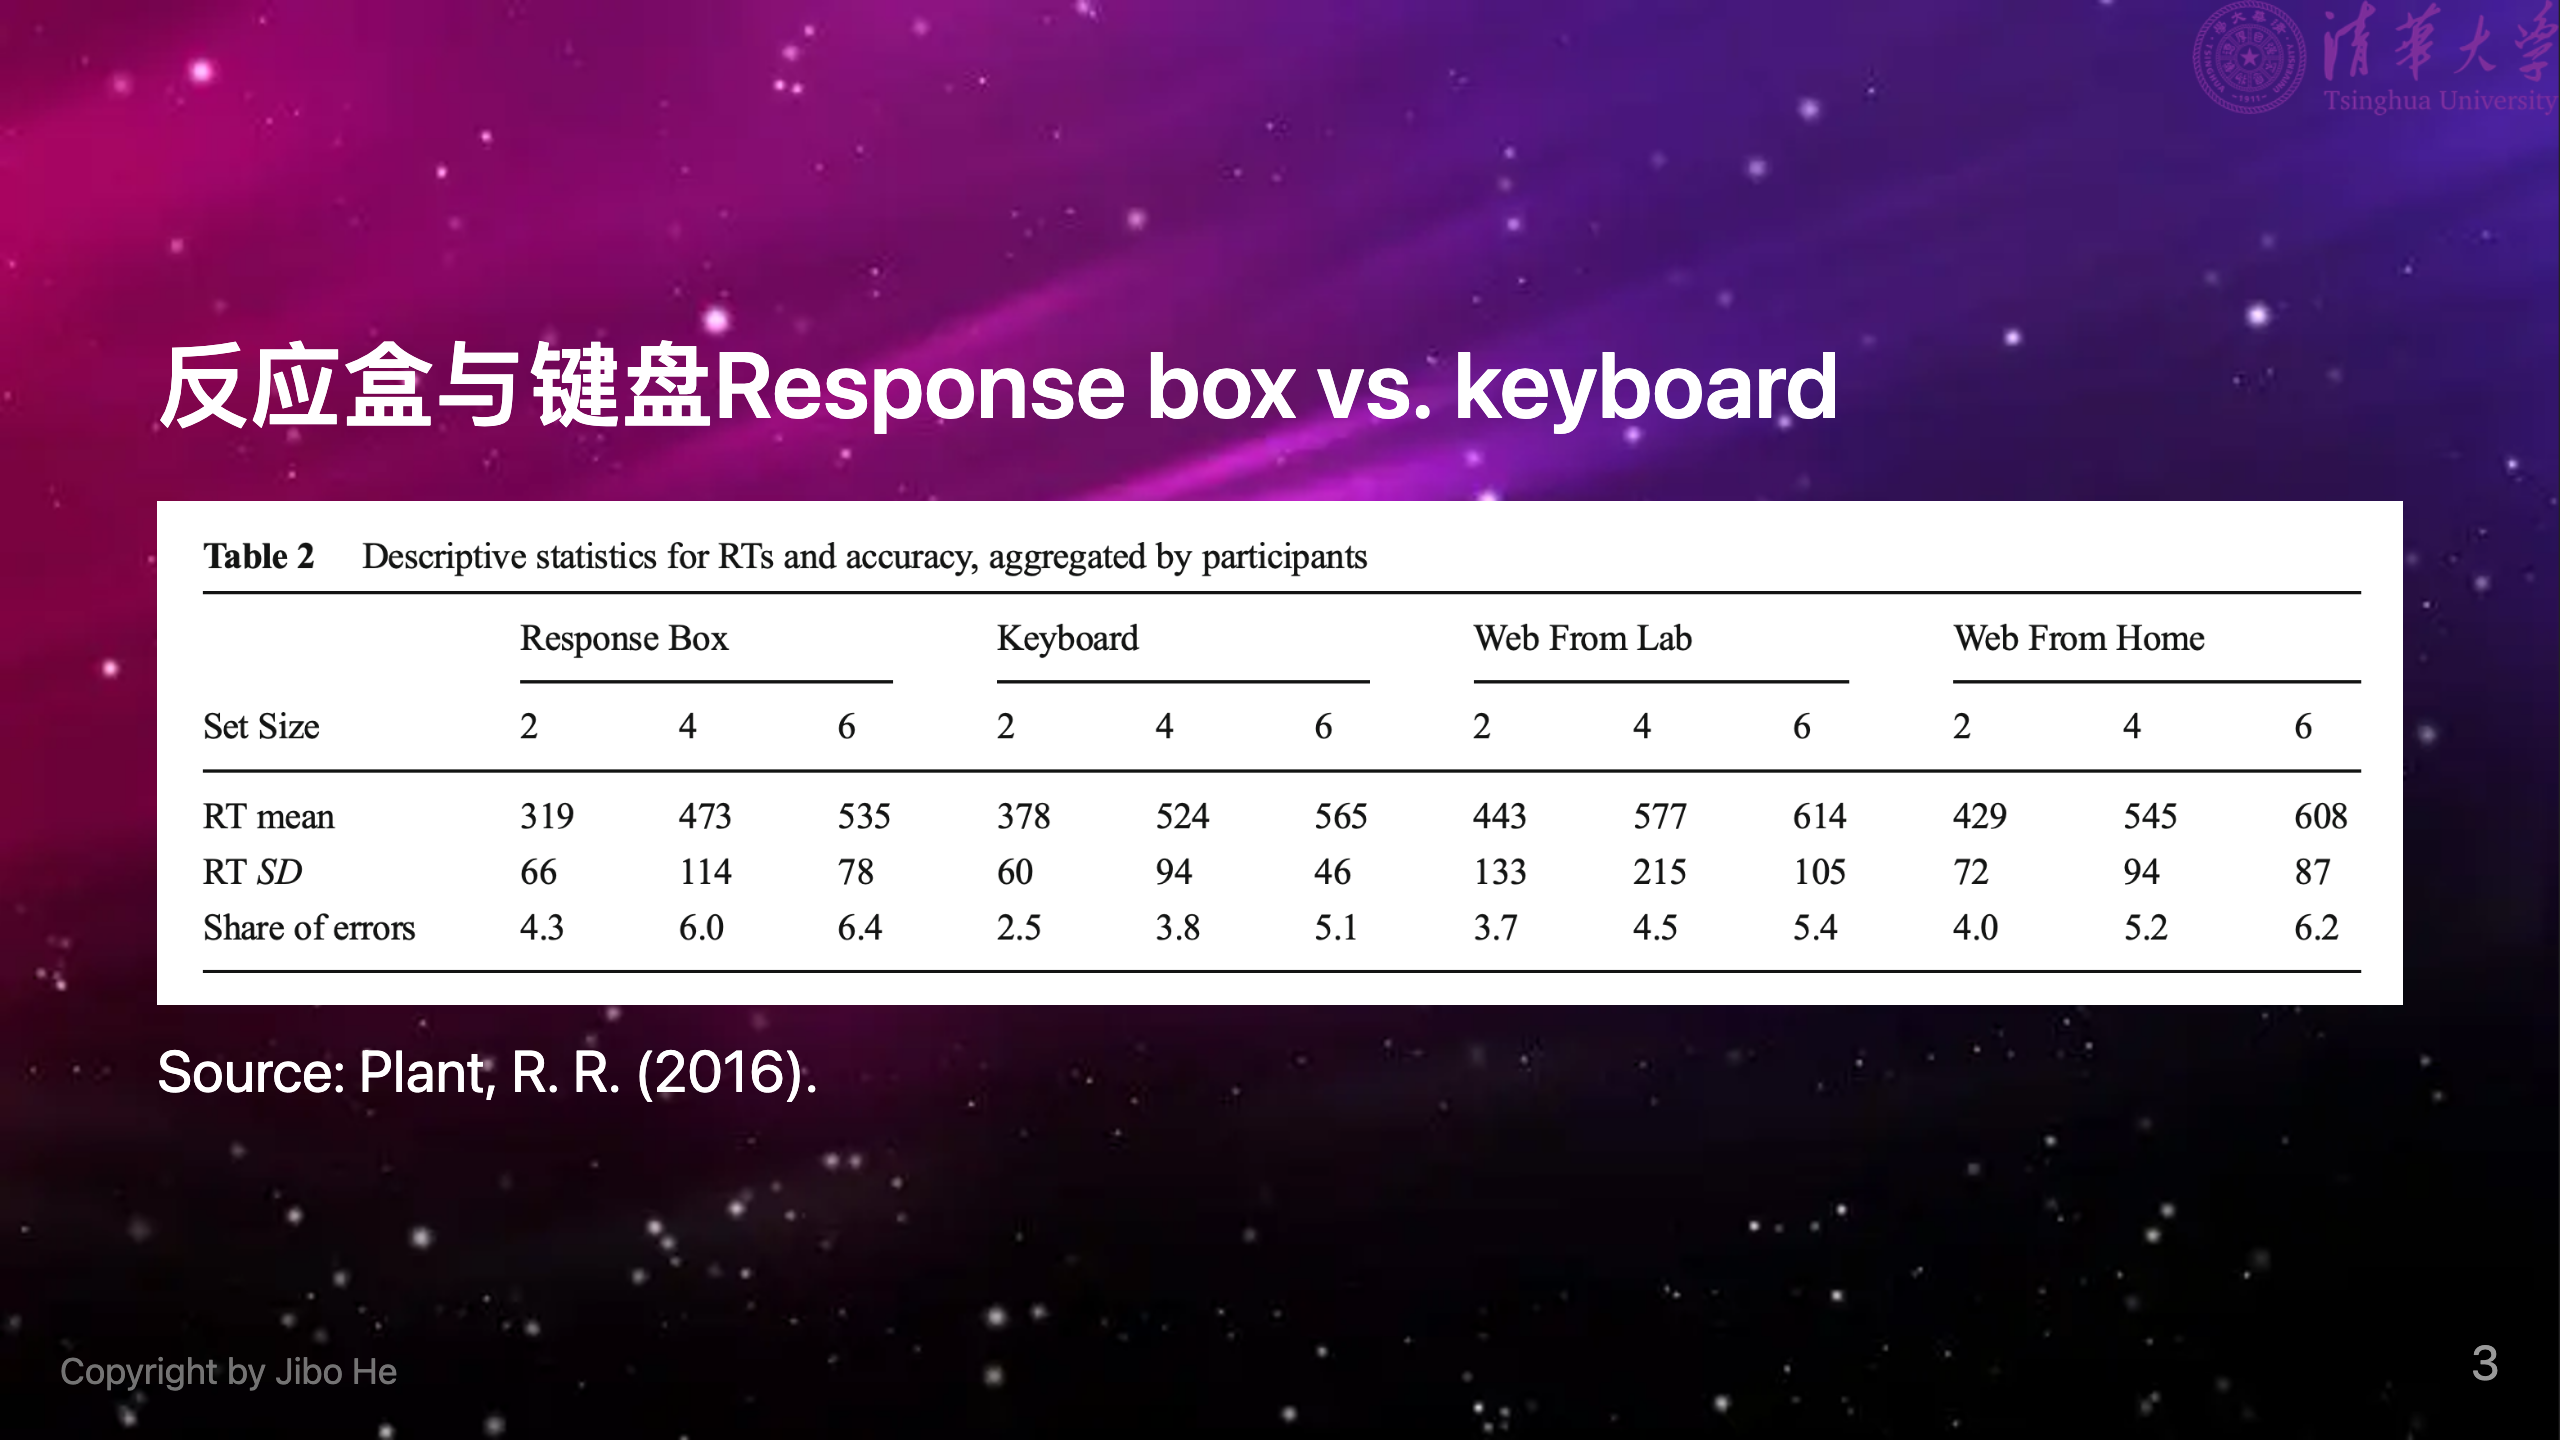 清华大学
Tsinghua University
反应盒与键盘Response box vs. keyboard
Table 2 Descriptive statistics for RTs and accuracy, aggregated by participants
Response Box Keyboard Web From Lab Web From Home
Set Size 2 4 6 2 4 6 2 4 6 2 4 6
RT mean 319 473 535 378 524 565 443 577 614 429 545 608
RT SD 66 114 78 60 94 46 133 215 105 72 94 87
Share of errors 4.3 6.0 6.4 2.5 3.8 5.1 3.7 4.5 5.4 4.0 5.2 6.2
Source: Plant, R. R. (2016).
Copyright by Jibo He
3